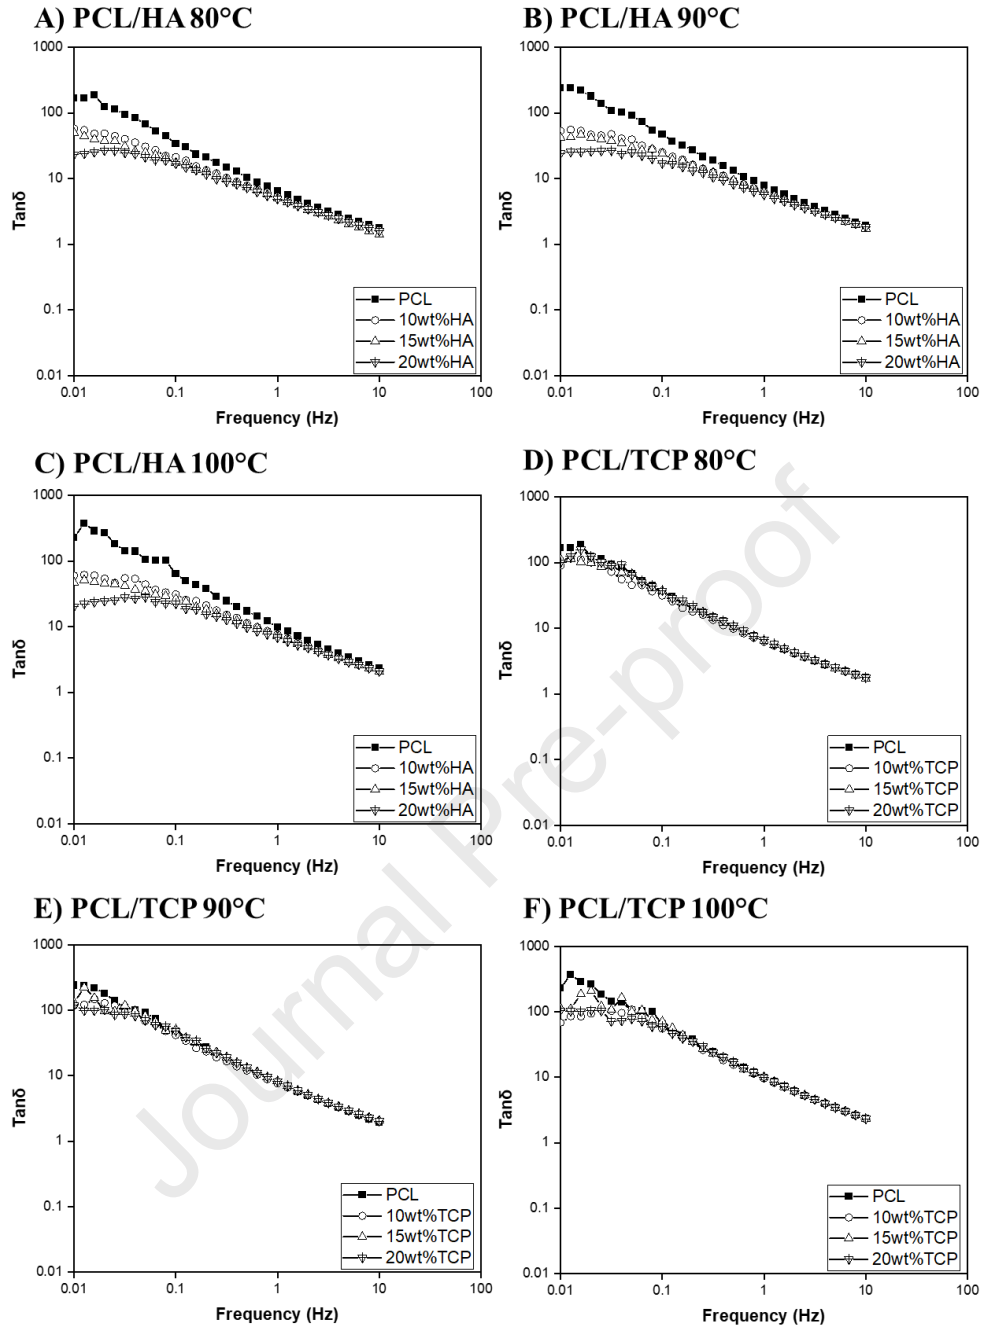 A) PCL/HA 80°C
1000
100
10
1
0.1
0.01
Tanδ
0.01 0.1 1 10 100
Frequency (Hz)
PCL
10wt%HA
15wt%HA
20wt%HA
B) PCL/HA 90°C
1000
100
10
1
0.1
0.01
Tanδ
0.01 0.1 1 10 100
Frequency (Hz)
PCL
10wt%HA
15wt%HA
20wt%HA
C) PCL/HA 100°C
1000
100
10
1
0.1
0.01
Tanδ
0.01 0.1 1 10 100
Frequency (Hz)
PCL
10wt%HA
15wt%HA
20wt%HA
D) PCL/TCP 80°C
1000
100
10
1
0.1
0.01
Tanδ
0.01 0.1 1 10 100
Frequency (Hz)
PCL
10wt%TCP
15wt%TCP
20wt%TCP
E) PCL/TCP 90°C
1000
100
10
1
0.1
0.01
Tanδ
0.01 0.1 1 10 100
Frequency (Hz)
PCL
10wt%TCP
15wt%TCP
20wt%TCP
F) PCL/TCP 100°C
1000
100
10
1
0.1
0.01
Tanδ
0.01 0.1 1 10 100
Frequency (Hz)
PCL
10wt%TCP
15wt%TCP
20wt%TCP
Journal Pre-proof